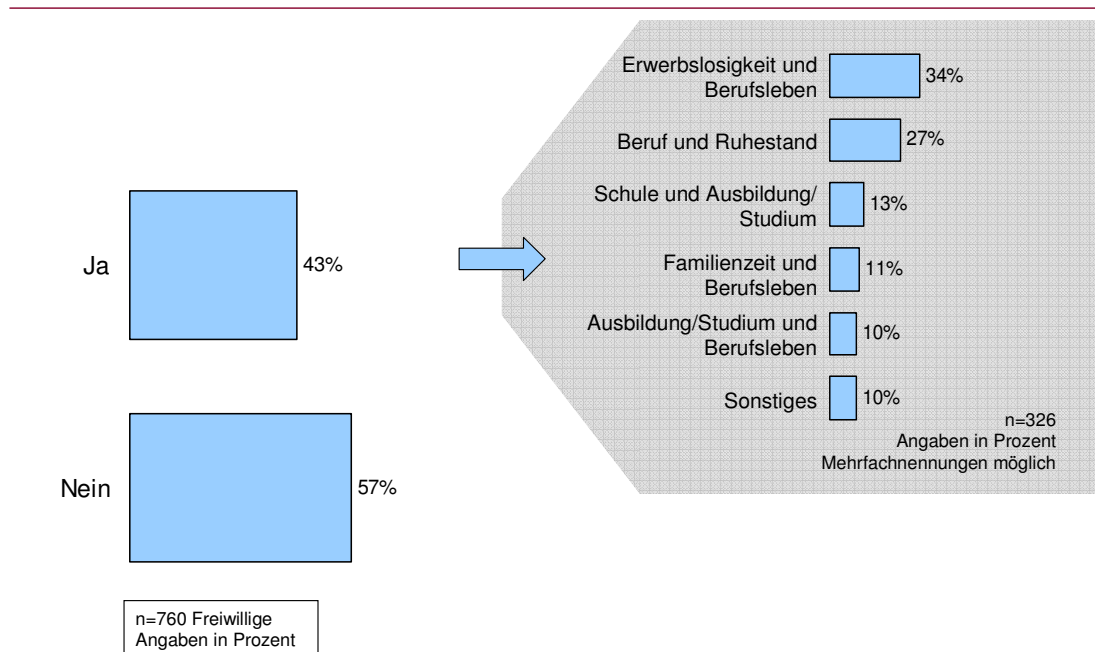 Ja
43%
Nein
57%
n=760 Freiwillige
Angaben in Prozent
Erwerbslosigkeit und
Berufsleben
34%
Beruf und Ruhestand
27%
Schule und Ausbildung/
Studium
13%
Familienzeit und
Berufsleben
11%
Ausbildung/Studium und
Berufsleben
10%
Sonstiges
10%
n=326
Angaben in Prozent
Mehrfachnennungen möglich